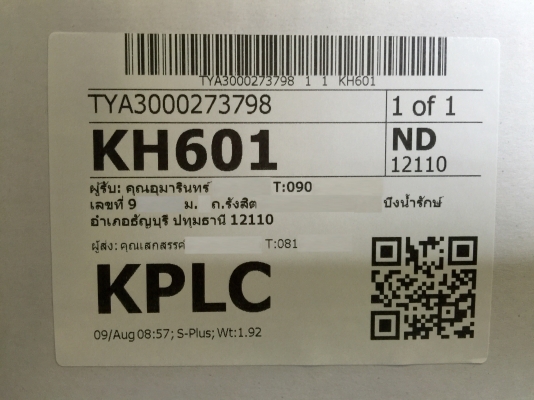 TYA3000273798 1 1 KH601
TYA3000273798 1 of 1
KH601 ND
12110
ผู้รับ: คุณอุมารินทร์ T:090
เลขที่ 9 ม. ถ.รังสิต บึงน้ำรักษ์
อำเภอธัญบุรี ปทุมธานี 12110
ผู้ส่ง: คุณเสกสรรค์ T:081
KPLC
09/Aug 08:57; S-Plus; Wt:1.92